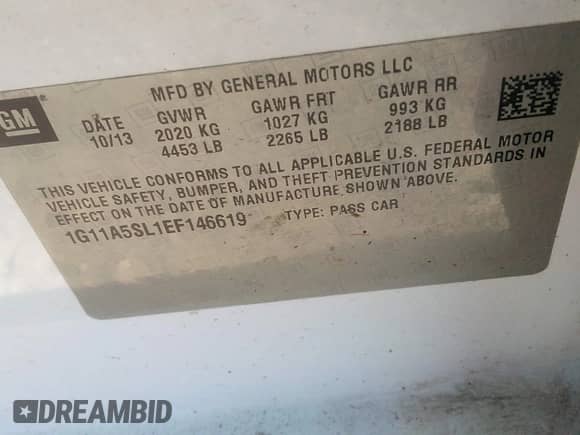 GM
MFD BY GENERAL MOTORS LLC
DATE GVWR GAWR FRT GAWR RR
10/13 2020 KG 1027 KG 993 KG
4453 LB 2265 LB 2188 LB
THIS VEHICLE CONFORMS TO ALL APPLICABLE U.S. FEDERAL MOTOR
VEHICLE SAFETY, BUMPER, AND THEFT PREVENTION STANDARDS IN
EFFECT ON THE DATE OF MANUFACTURE SHOWN ABOVE.
1G11A5SL1EF146619 TYPE: PASS CAR
DREAMBID